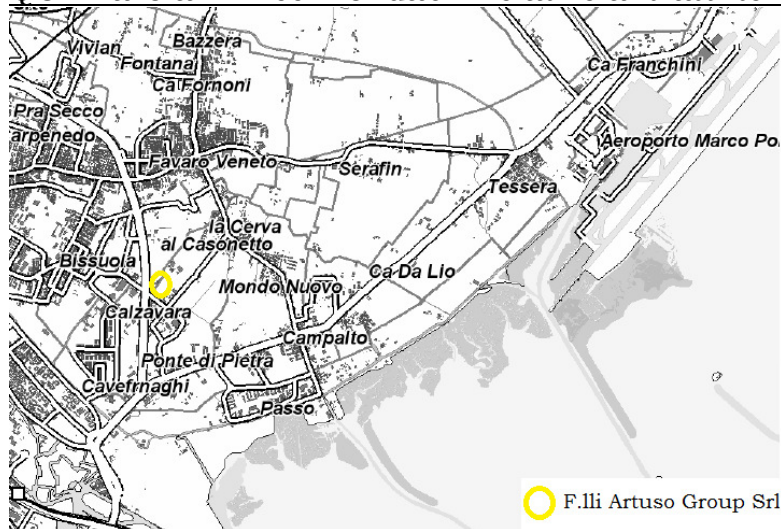 Bazzera
Vivian
Fontana
Ca Franchini
Ca Fornoni
Pra Secco
arpenedo
Aeroporto Marco Po
Favaro Veneto
Serafin
Tessera
la Cerva
al Casonetto
Bissuola
Ca Da Lio
Mondo Nuovo
Calzavara
Campalto
Ponte di Pietra
Cavefrnaghi
Passo
F.lli Artuso Group Srl